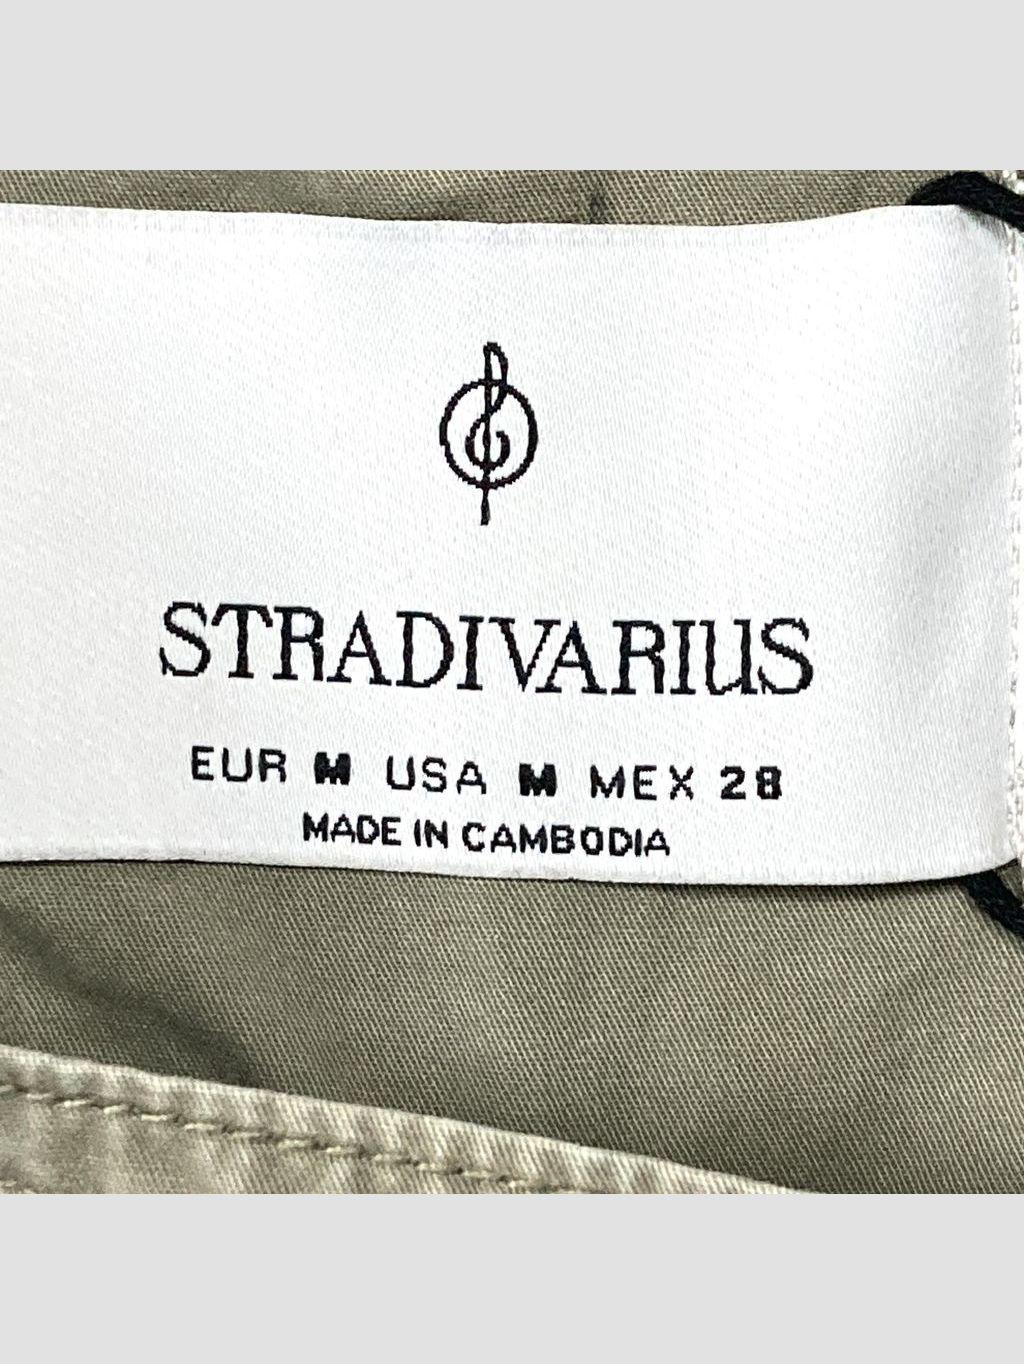 STRADIVARIUS
EUR M USA M MEX 28
MADE IN CAMBODIA